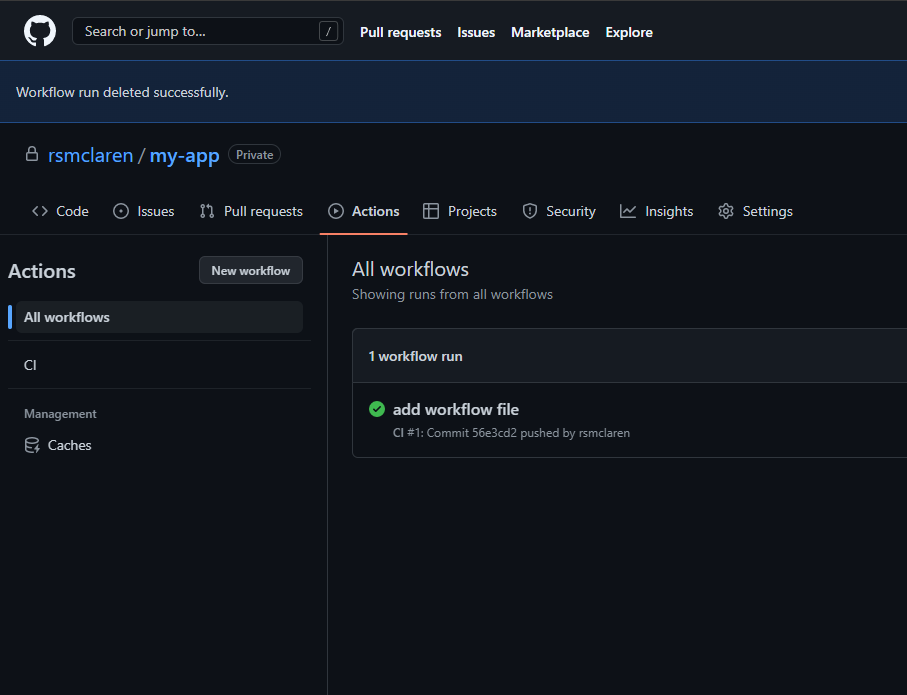 Search or jump to... /
Pull requests Issues Marketplace Explore
Workflow run deleted successfully.
rsmclaren / my-app Private
Code Issues Pull requests Actions Projects Security Insights Settings
Actions
New workflow
All workflows
CI
Management
Caches
All workflows
Showing runs from all workflows
1 workflow run
add workflow file
CI #1: Commit 56e3cd2 pushed by rsmclaren